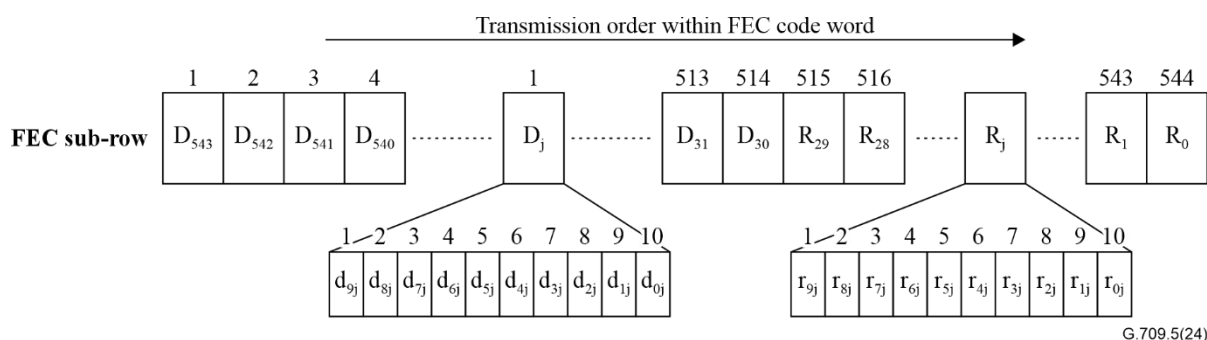 Transmission order within FEC code word
1 2 3 4 1 513 514 515 516 543 544
FEC sub-row D₅₄₃ D₅₄₂ D₅₄₁ D₅₄₀ D_j D₃₁ D₃₀ R₂₉ R₂₈ R_j R₁ R₀
1 2 3 4 5 6 7 8 9 10 1 2 3 4 5 6 7 8 9 10
d₉ⱼ d₈ⱼ d₇ⱼ d₆ⱼ d₅ⱼ d₄ⱼ d₃ⱼ d₂ⱼ d₁ⱼ d₀ⱼ r₉ⱼ r₈ⱼ r₇ⱼ r₆ⱼ r₅ⱼ r₄ⱼ r₃ⱼ r₂ⱼ r₁ⱼ r₀ⱼ
G.709.5(24)